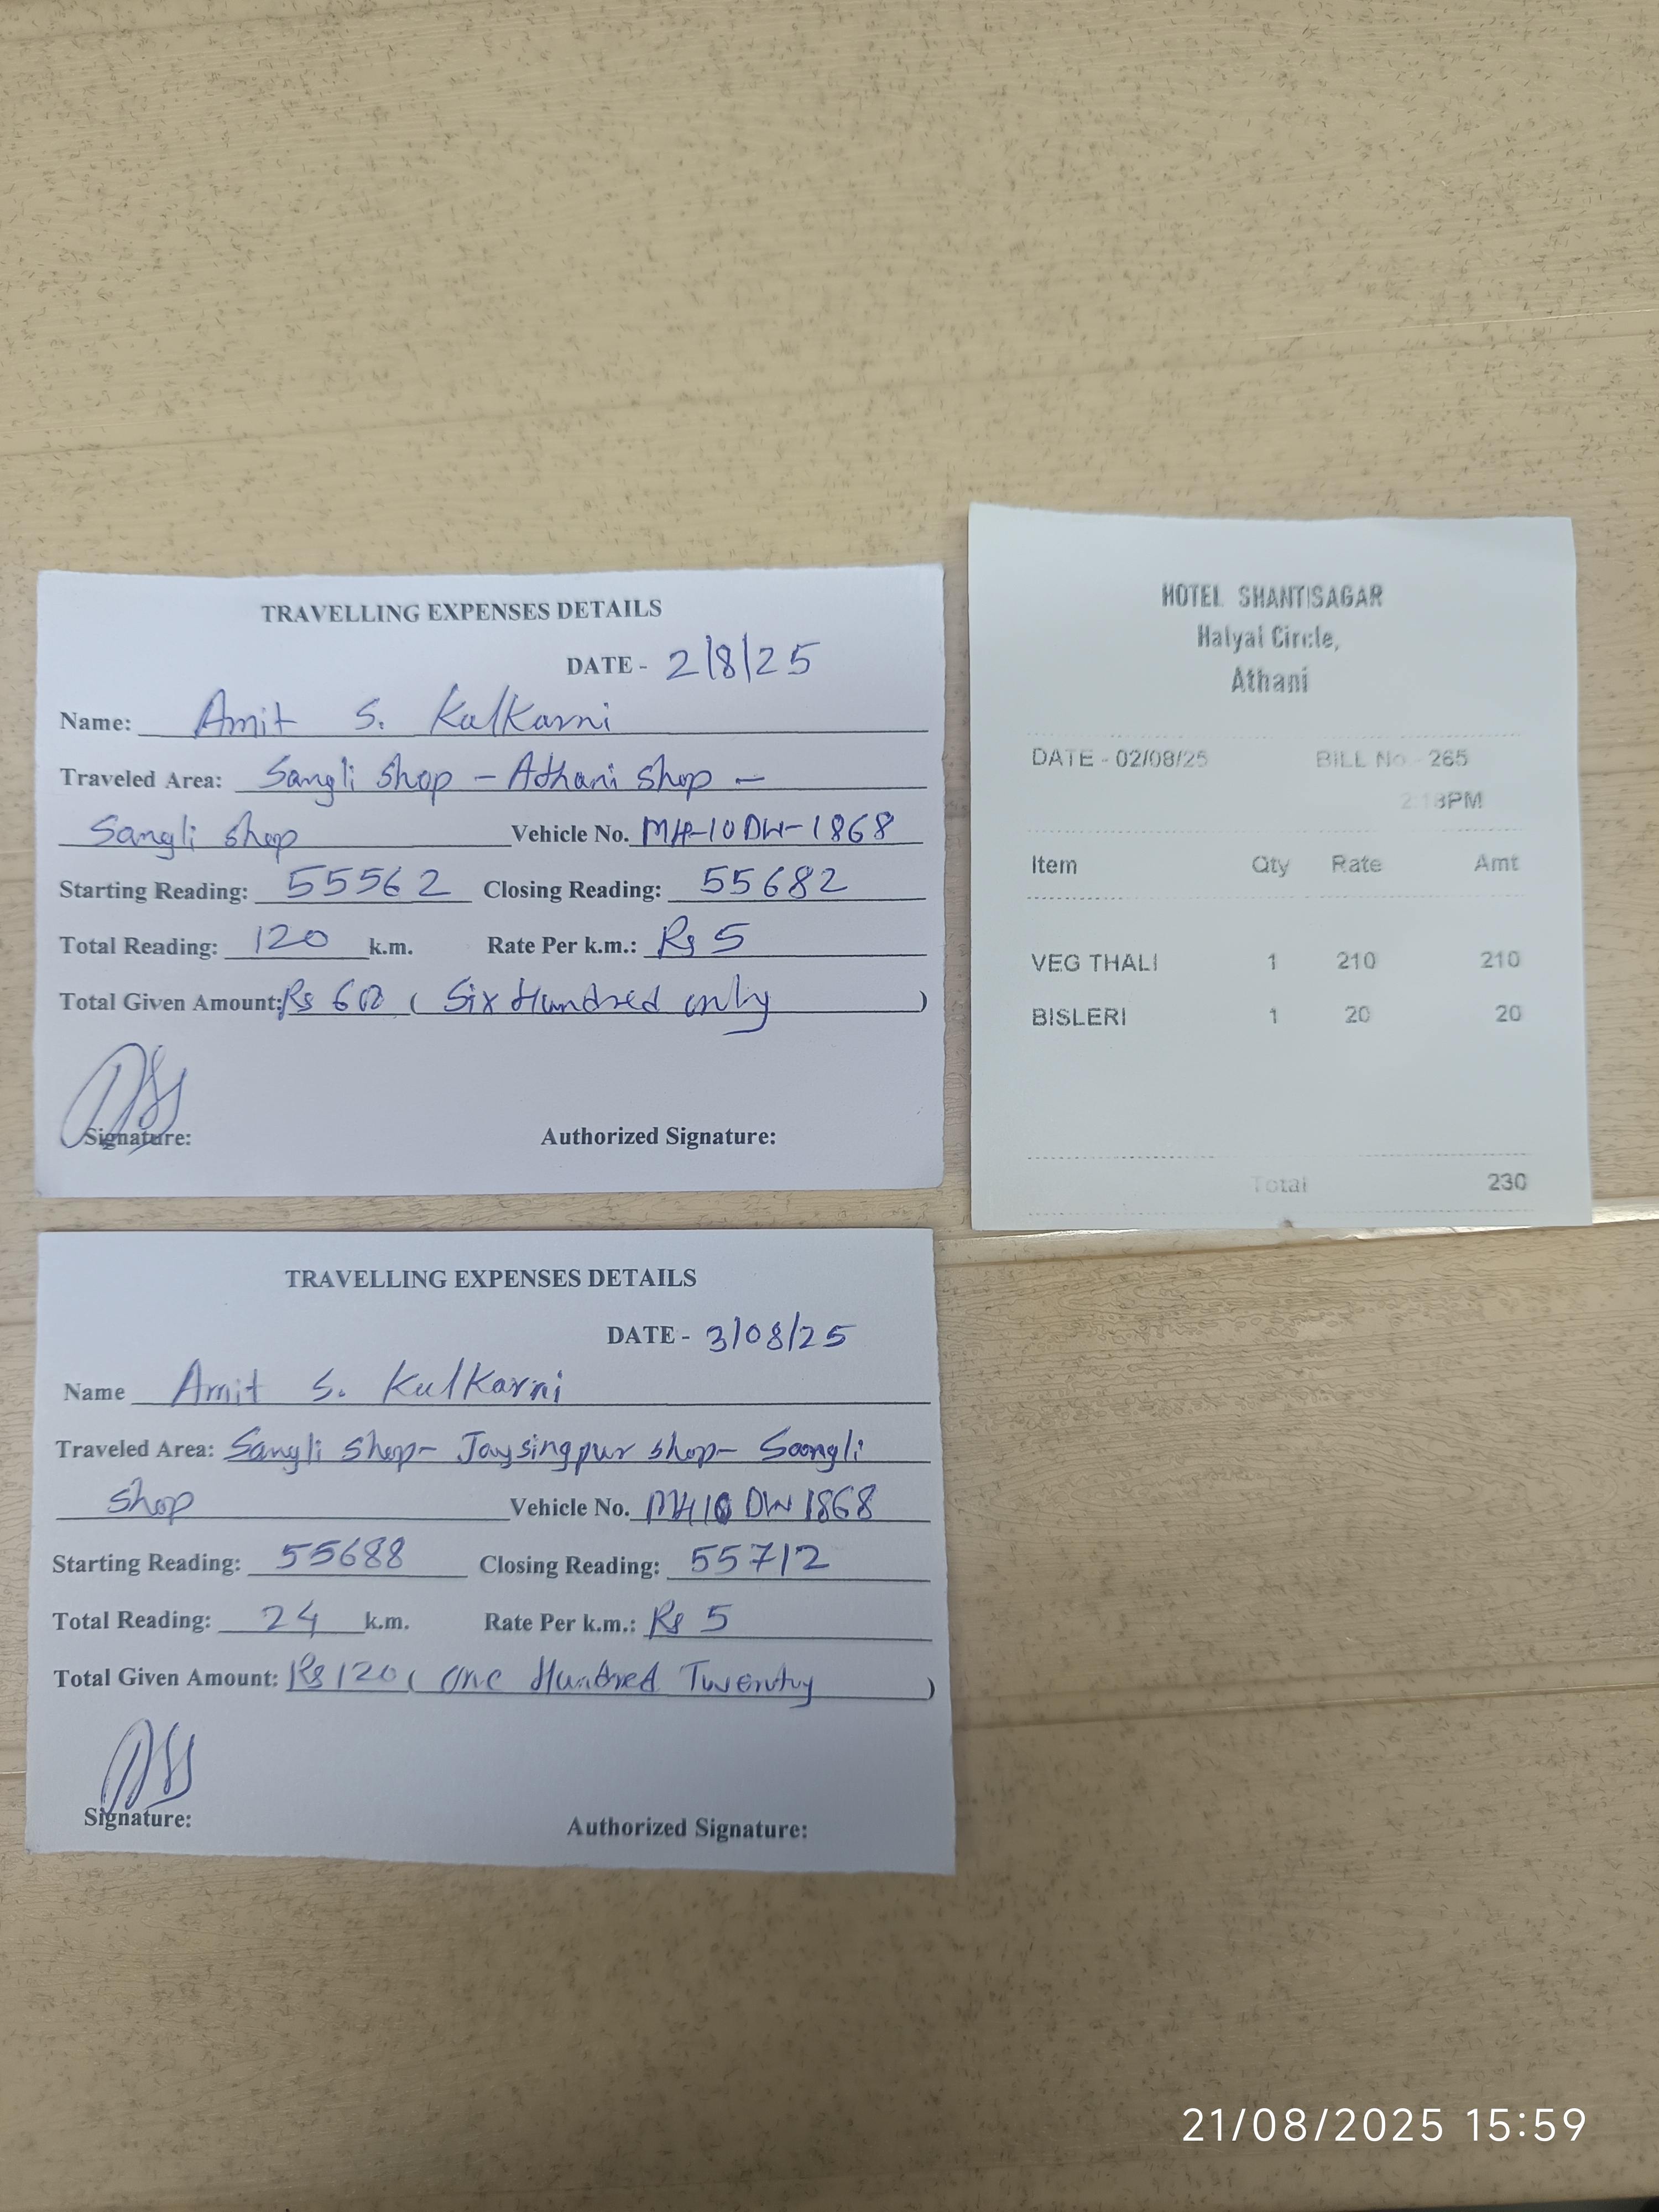 TRAVELLING EXPENSES DETAILS
DATE - 2/8/25
Name: Amit S. Kulkarni
Traveled Area: Sangli shop - Athani shop -
Sangli shop Vehicle No. MH-10 DW-1868
Starting Reading: 55562 Closing Reading: 55682
Total Reading: 120 k.m. Rate Per k.m.: Rs 5
Total Given Amount: Rs 600 ( Six Hundred only )
Signature: Authorized Signature:
HOTEL SHANTISAGAR
Halyal Circle,
Athani
DATE - 02/08/25 BILL No - 265
2:18PM
Item Qty Rate Amt
VEG THALI 1 210 210
BISLERI 1 20 20
Total 230
TRAVELLING EXPENSES DETAILS
DATE - 3/08/25
Name Amit S. Kulkarni
Traveled Area: Sangli shop- Jaysingpur shop- Sangli
shop Vehicle No. MH10 DW 1868
Starting Reading: 55688 Closing Reading: 55712
Total Reading: 24 k.m. Rate Per k.m.: Rs 5
Total Given Amount: Rs 120 ( One Hundred Twenty )
Signature: Authorized Signature:
21/08/2025 15:59